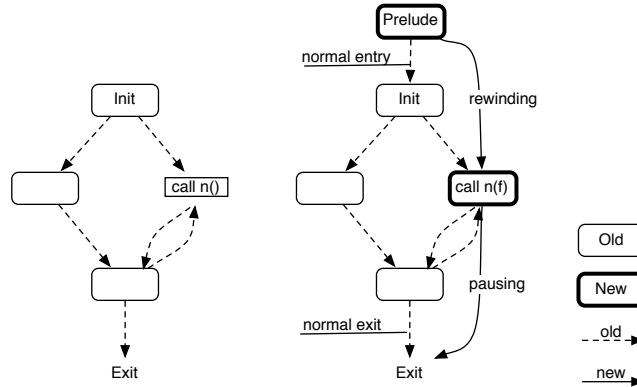 Prelude
normal entry
Init
Init
rewinding
call n()
call n(f)
Old
pausing
New
normal exit
old
Exit
Exit
new